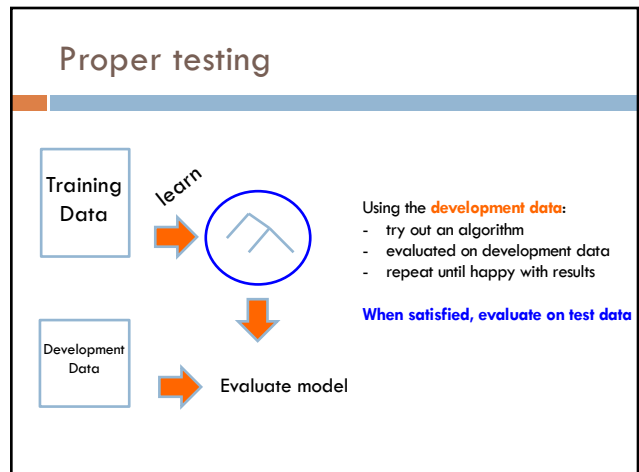 Proper testing
Training
Data
learn
Using the development data:
- try out an algorithm
- evaluated on development data
- repeat until happy with results
When satisfied, evaluate on test data
Development
Data
Evaluate model